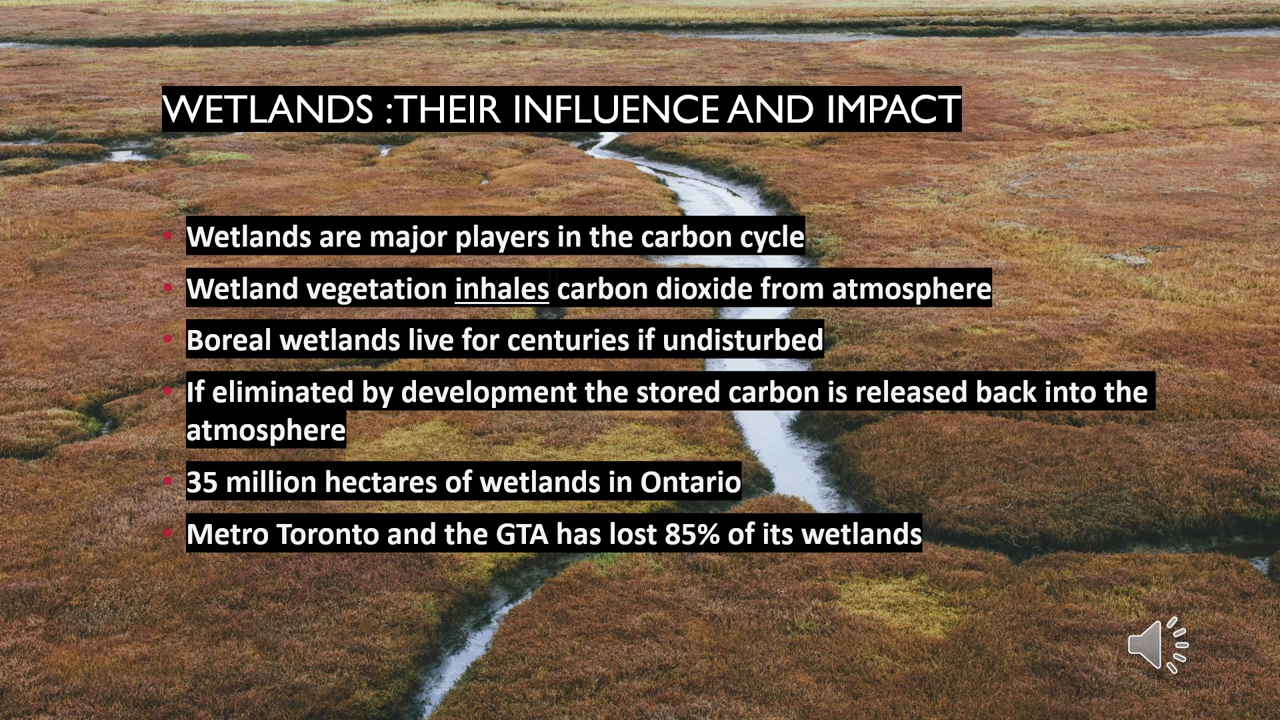 WETLANDS :THEIR INFLUENCE AND IMPACT
• Wetlands are major players in the carbon cycle
• Wetland vegetation inhales carbon dioxide from atmosphere
• Boreal wetlands live for centuries if undisturbed
• If eliminated by development the stored carbon is released back into the
atmosphere
• 35 million hectares of wetlands in Ontario
• Metro Toronto and the GTA has lost 85% of its wetlands